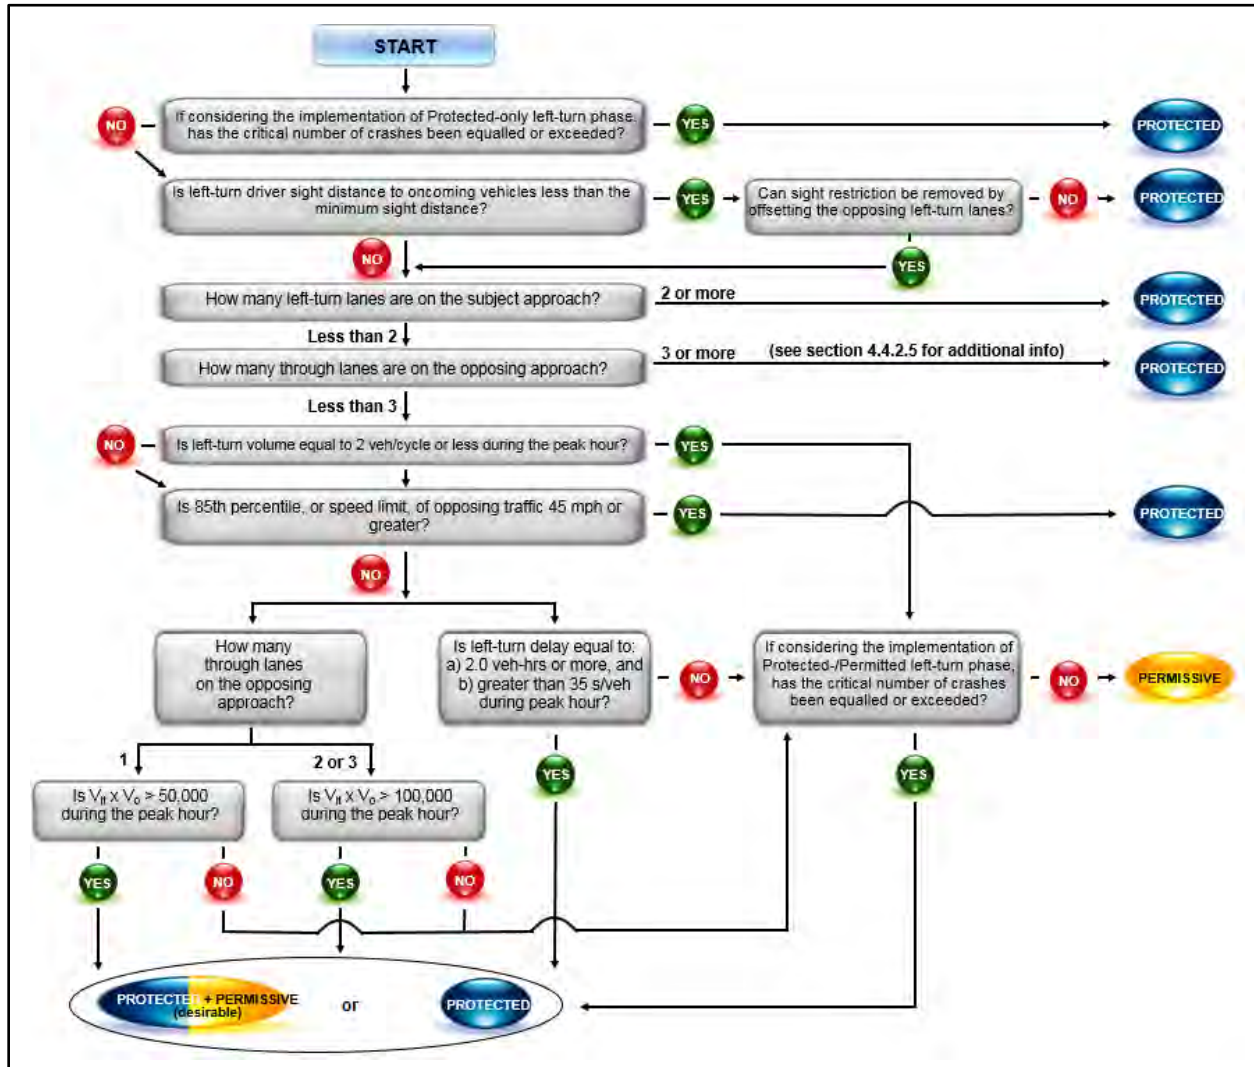 START
If considering the implementation of Protected-only left-turn phase,
has the critical number of crashes been equalled or exceeded?
NO
YES
PROTECTED
Is left-turn driver sight distance to oncoming vehicles less than the
minimum sight distance?
YES
Can sight restriction be removed by
offsetting the opposing left-turn lanes?
NO
PROTECTED
NO
YES
How many left-turn lanes are on the subject approach?
2 or more
PROTECTED
Less than 2
How many through lanes are on the opposing approach?
3 or more
(see section 4.4.2.5 for additional info)
PROTECTED
Less than 3
NO
Is left-turn volume equal to 2 veh/cycle or less during the peak hour?
YES
Is 85th percentile, or speed limit, of opposing traffic 45 mph or
greater?
YES
PROTECTED
NO
How many
through lanes
on the opposing
approach?
Is left-turn delay equal to:
a) 2.0 veh-hrs or more, and
b) greater than 35 s/veh
during peak hour?
NO
If considering the implementation of
Protected-/Permitted left-turn phase,
has the critical number of crashes
been equalled or exceeded?
NO
PERMISSIVE
1
2 or 3
YES
YES
Is Vlt x Vo > 50,000
during the peak hour?
Is Vlt x Vo > 100,000
during the peak hour?
YES
NO
YES
NO
PROTECTED + PERMISSIVE
(desirable)
or
PROTECTED